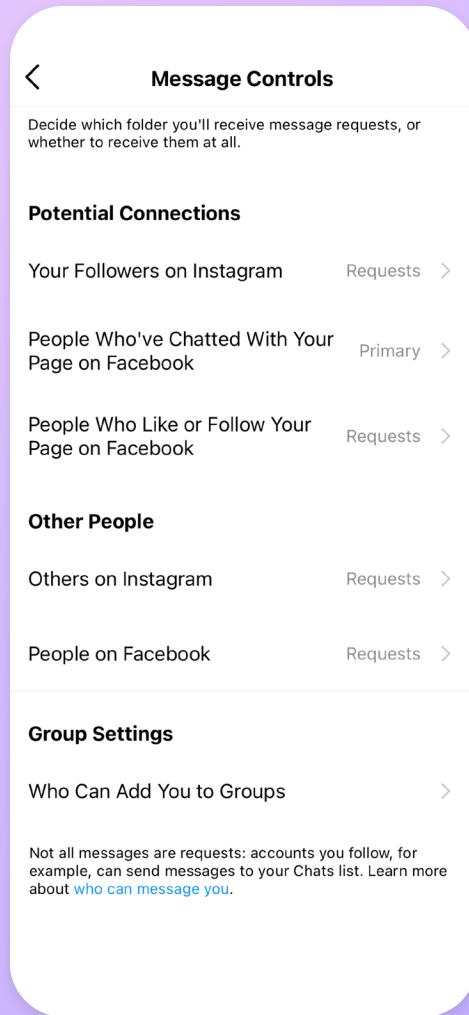 Message Controls
Decide which folder you'll receive message requests, or
whether to receive them at all.
Potential Connections
Your Followers on Instagram Requests
People Who've Chatted With Your
Page on Facebook Primary
People Who Like or Follow Your
Page on Facebook Requests
Other People
Others on Instagram Requests
People on Facebook Requests
Group Settings
Who Can Add You to Groups
Not all messages are requests: accounts you follow, for
example, can send messages to your Chats list. Learn more
about who can message you.